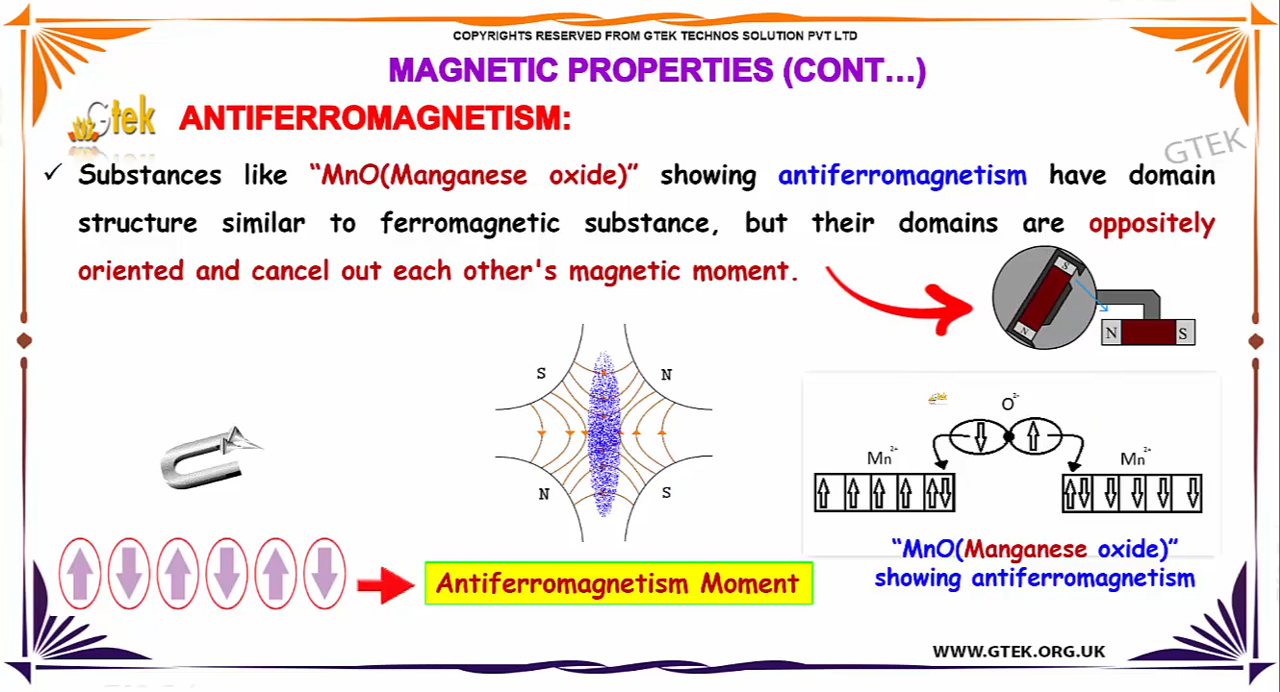 COPYRIGHTS RESERVED FROM GTEK TECHNOS SOLUTION PVT LTD
MAGNETIC PROPERTIES (CONT...)
Gtek
ANTIFERROMAGNETISM:
GTEK
✓ Substances like “MnO(Manganese oxide)” showing antiferromagnetism have domain
structure similar to ferromagnetic substance, but their domains are oppositely
oriented and cancel out each other's magnetic moment.
S
N
N S
S N
N S
Gtek
O²⁻
Mn²⁺ Mn²⁺
“MnO(Manganese oxide)”
showing antiferromagnetism
Antiferromagnetism Moment
WWW.GTEK.ORG.UK